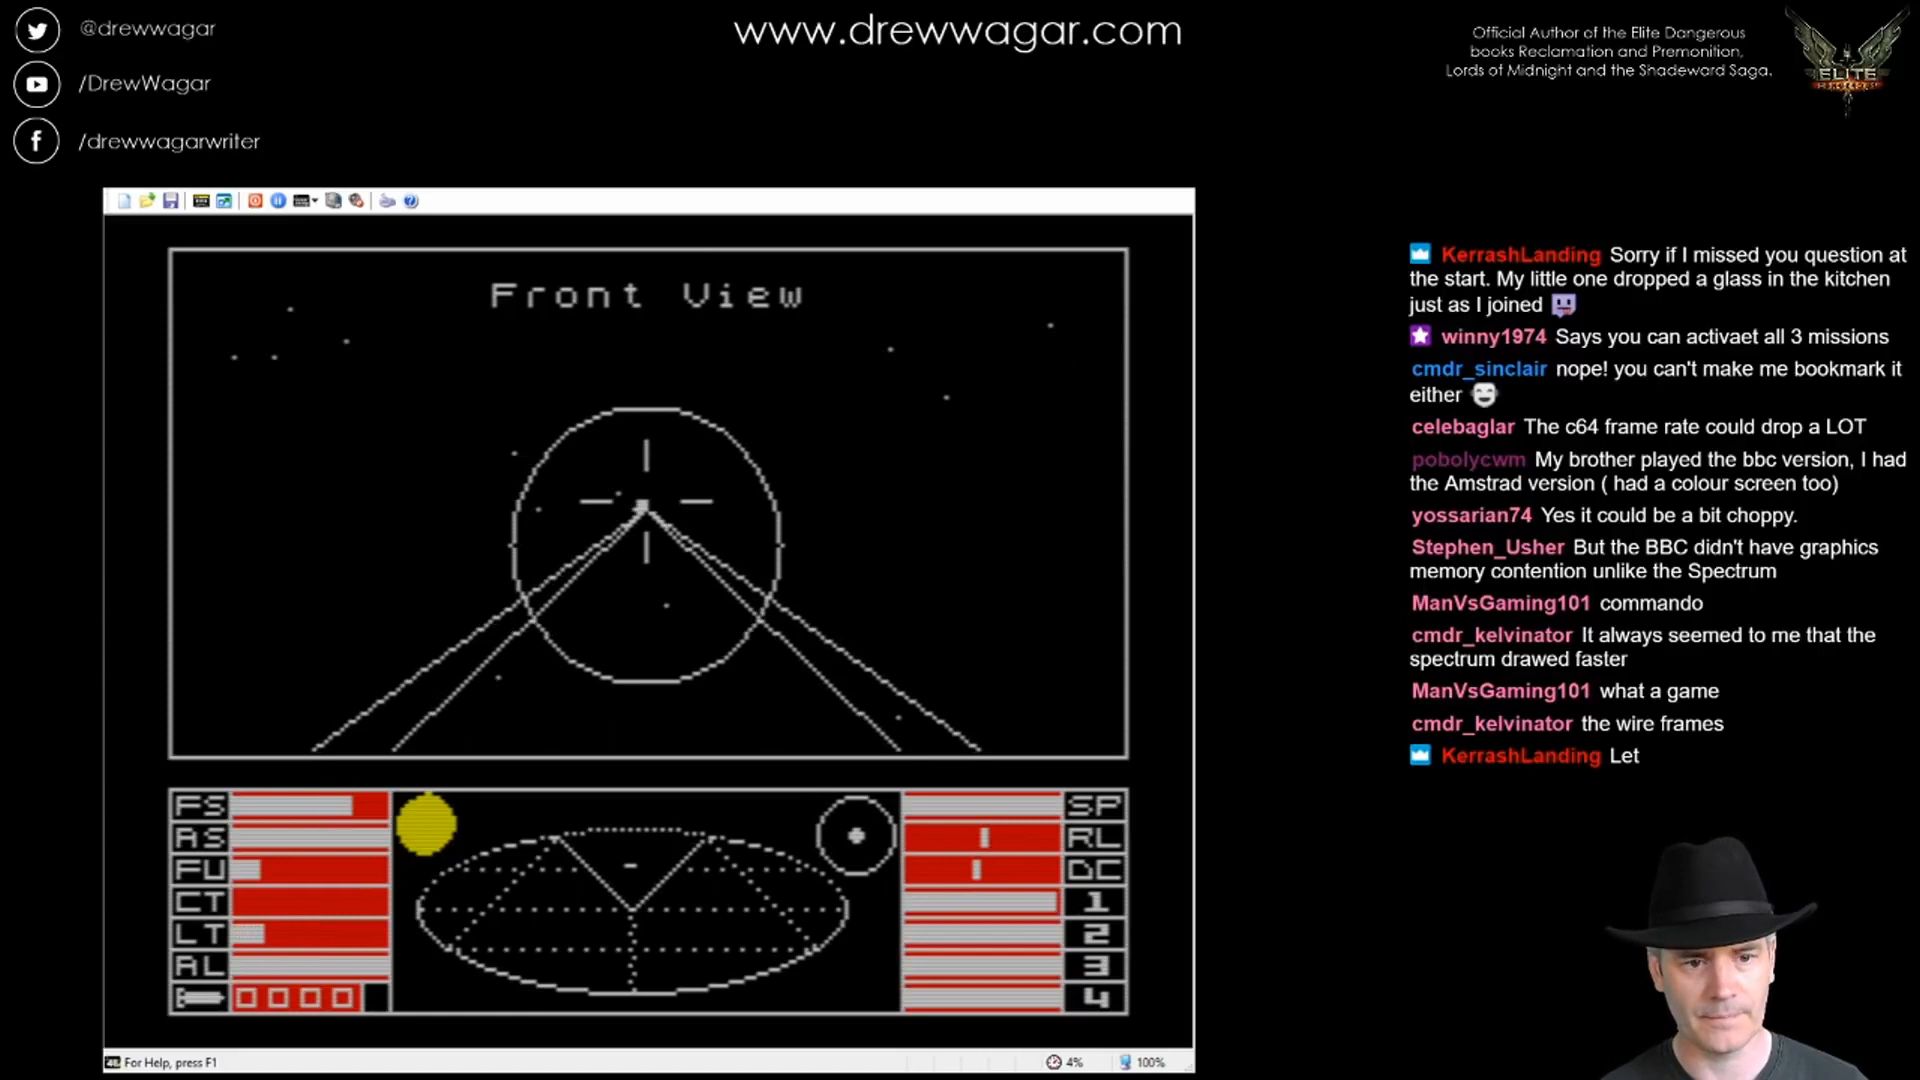 @drewwagar
/DrewWagar
/drewwagarwriter
www.drewwagar.com
Official Author of the Elite Dangerous
books Reclamation and Premonition,
Lords of Midnight and the Shadeward Saga.
ELITE
DANGEROUS
Front View
FS
AS
FU
CT
LT
AL
SP
RL
DC
1
2
3
4
For Help, press F1
4%
100%
KerrashLanding Sorry if I missed you question at
the start. My little one dropped a glass in the kitchen
just as I joined
winny1974 Says you can activaet all 3 missions
cmdr_sinclair nope! you can't make me bookmark it
either
celebaglar The c64 frame rate could drop a LOT
pobolycwm My brother played the bbc version, I had
the Amstrad version ( had a colour screen too)
yossarian74 Yes it could be a bit choppy.
Stephen_Usher But the BBC didn't have graphics
memory contention unlike the Spectrum
ManVsGaming101 commando
cmdr_kelvinator It always seemed to me that the
spectrum drawed faster
ManVsGaming101 what a game
cmdr_kelvinator the wire frames
KerrashLanding Let